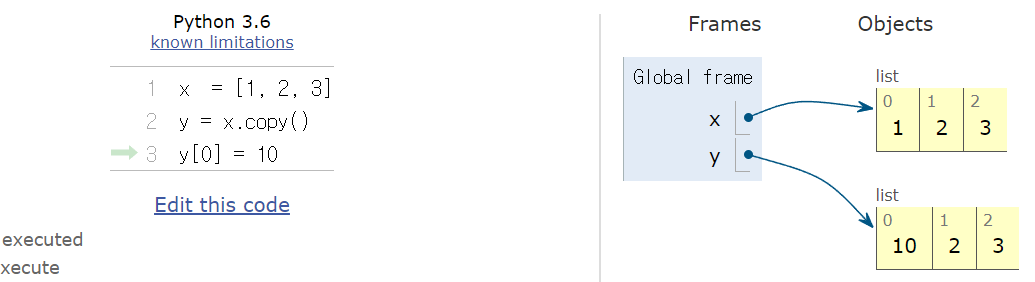 Python 3.6
known limitations
1 x = [1, 2, 3]
2 y = x.copy()
3 y[0] = 10
Edit this code
executed
xecute
Frames Objects
Global frame
x
y
list
0 1 2
1 2 3
list
0 1 2
10 2 3